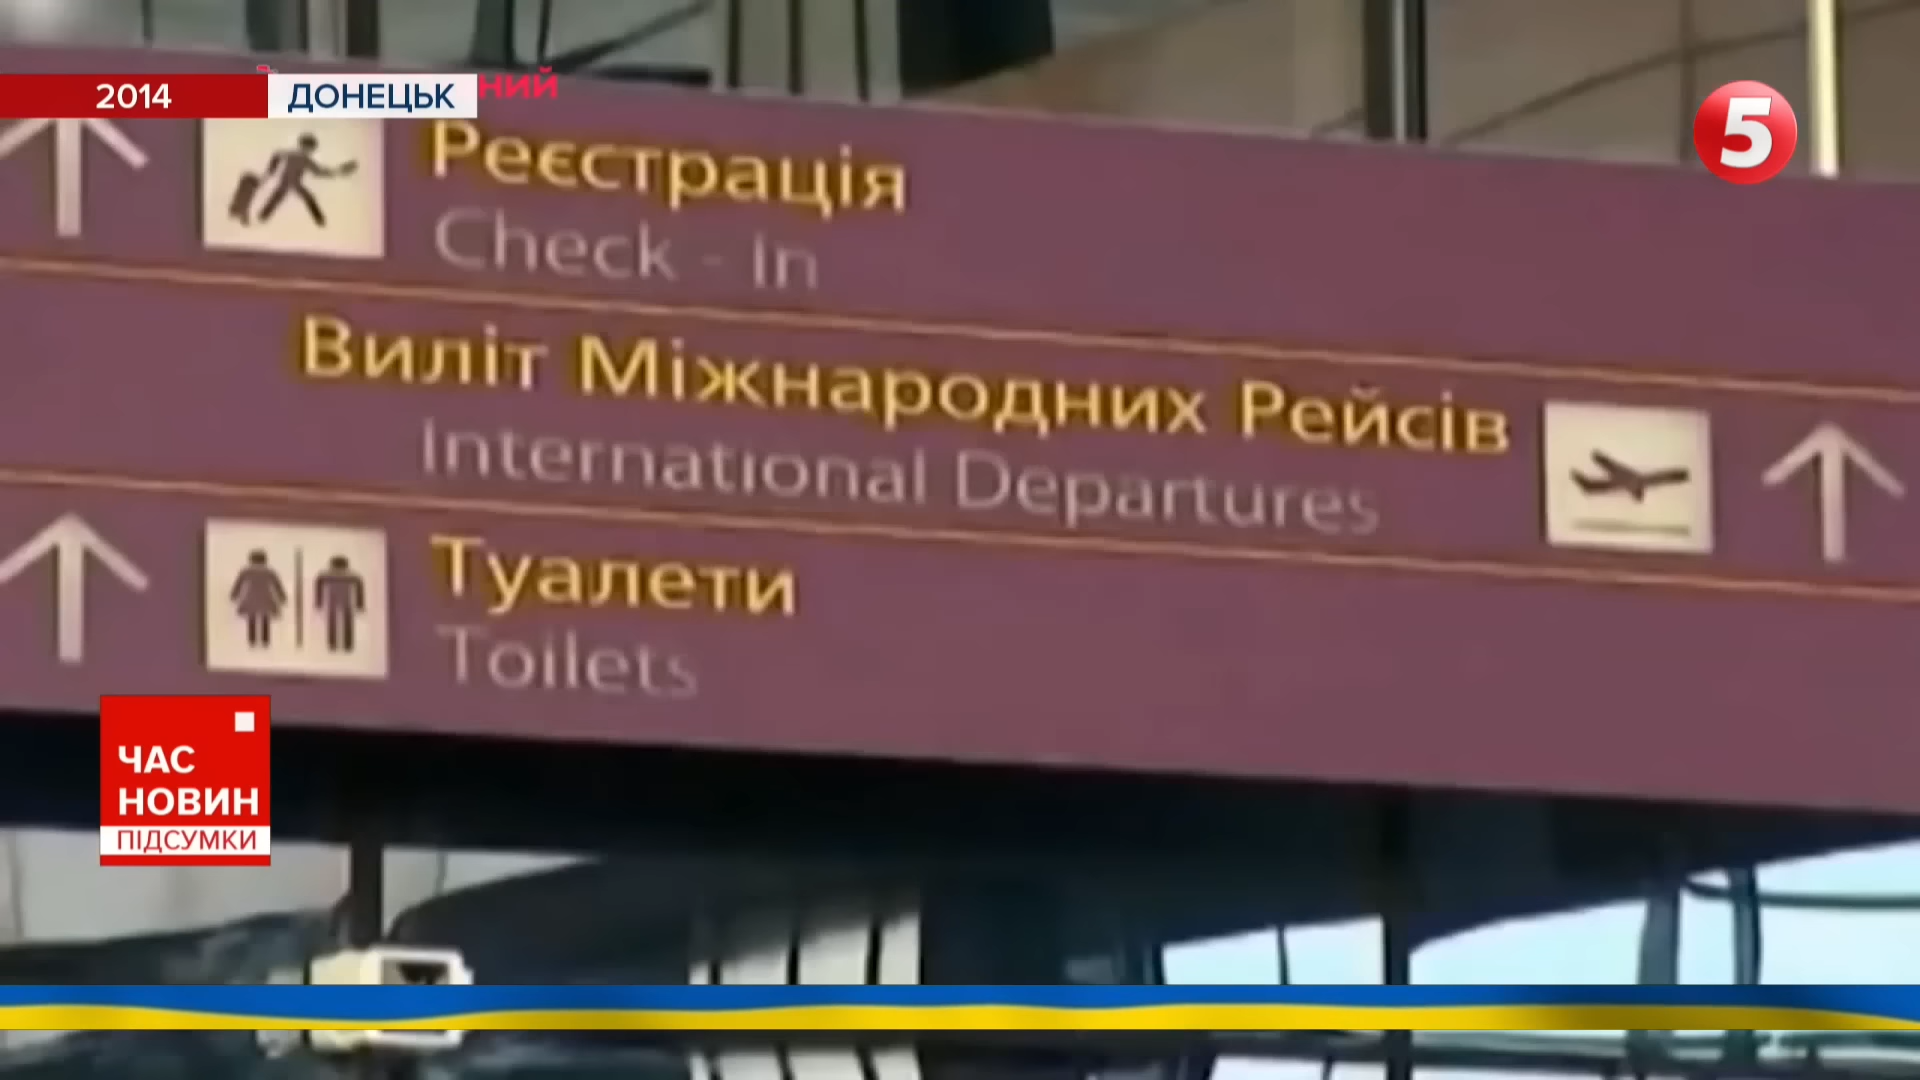 2014
ДОНЕЦЬК
5
Реєстрація
Check - in
Виліт Міжнародних Рейсів
International Departures
Туалети
Toilets
ЧАС
НОВИН
ПІДСУМКИ